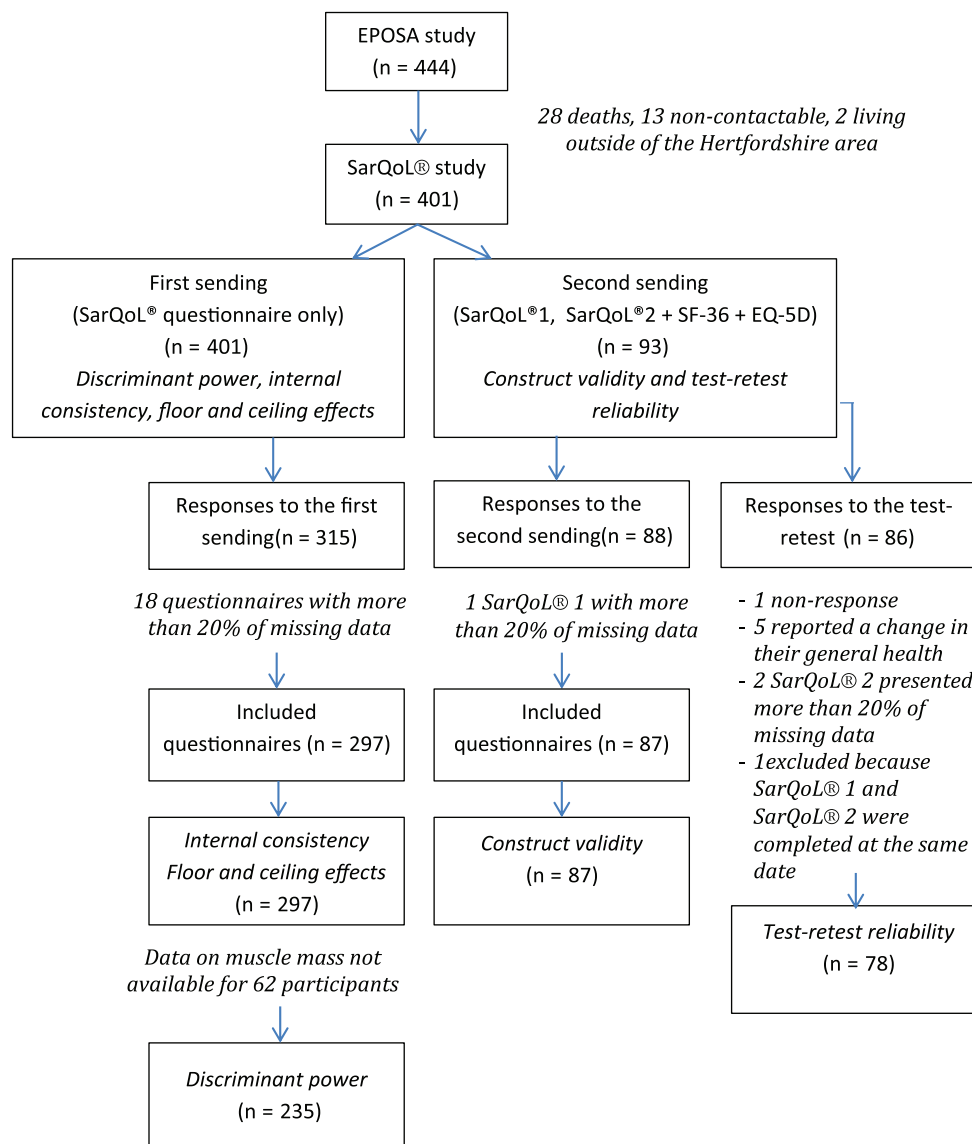 EPOSA study
(n = 444)
28 deaths, 13 non-contactable, 2 living
outside of the Hertfordshire area
SarQoL® study
(n = 401)
First sending
(SarQoL® questionnaire only)
(n = 401)
Discriminant power, internal
consistency, floor and ceiling effects
Second sending
(SarQoL®1, SarQoL®2 + SF-36 + EQ-5D)
(n = 93)
Construct validity and test-retest
reliability
Responses to the first
sending(n = 315)
Responses to the
second sending(n = 88)
Responses to the test-
retest (n = 86)
18 questionnaires with more
than 20% of missing data
1 SarQoL® 1 with more
than 20% of missing data
- 1 non-response
- 5 reported a change in
their general health
- 2 SarQoL® 2 presented
more than 20% of
missing data
- 1excluded because
SarQoL® 1 and
SarQoL® 2 were
completed at the same
date
Included
questionnaires (n = 297)
Included
questionnaires (n = 87)
Internal consistency
Floor and ceiling effects
(n = 297)
Construct validity
(n = 87)
Test-retest reliability
(n = 78)
Data on muscle mass not
available for 62 participants
Discriminant power
(n = 235)